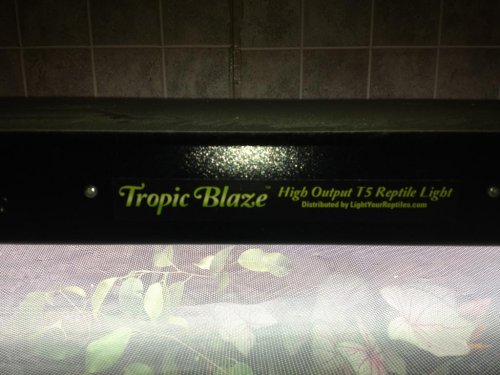 Tropic Blaze™ High Output T5 Reptile Light
Distributed by LightYourReptiles.com